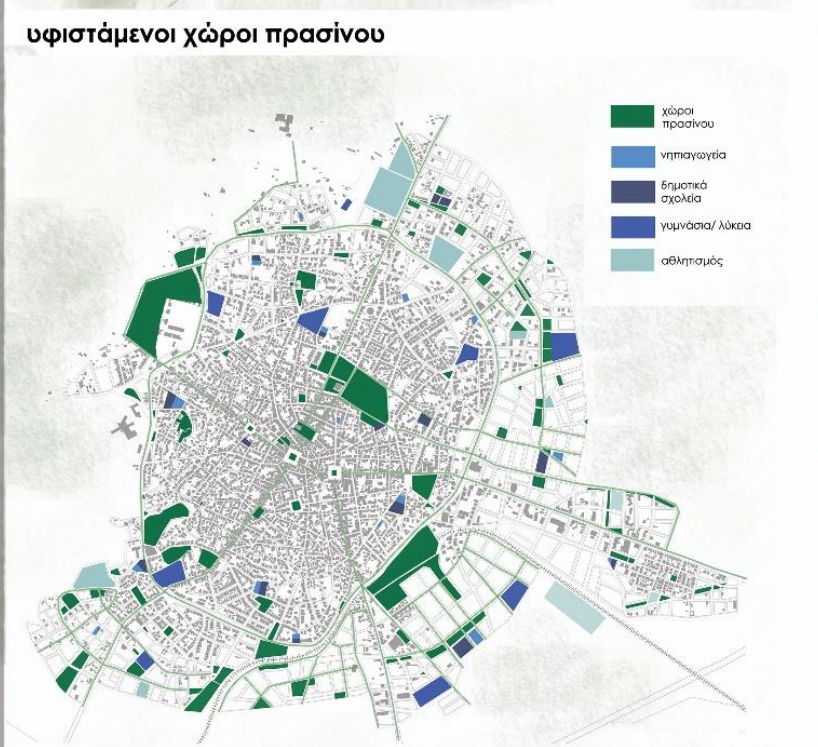 υφιστάμενοι χώροι πρασίνου
χώροι
πρασίνου
νηπιαγωγεία
δημοτικά
σχολεία
γυμνάσια/ λύκεια
αθλητισμός